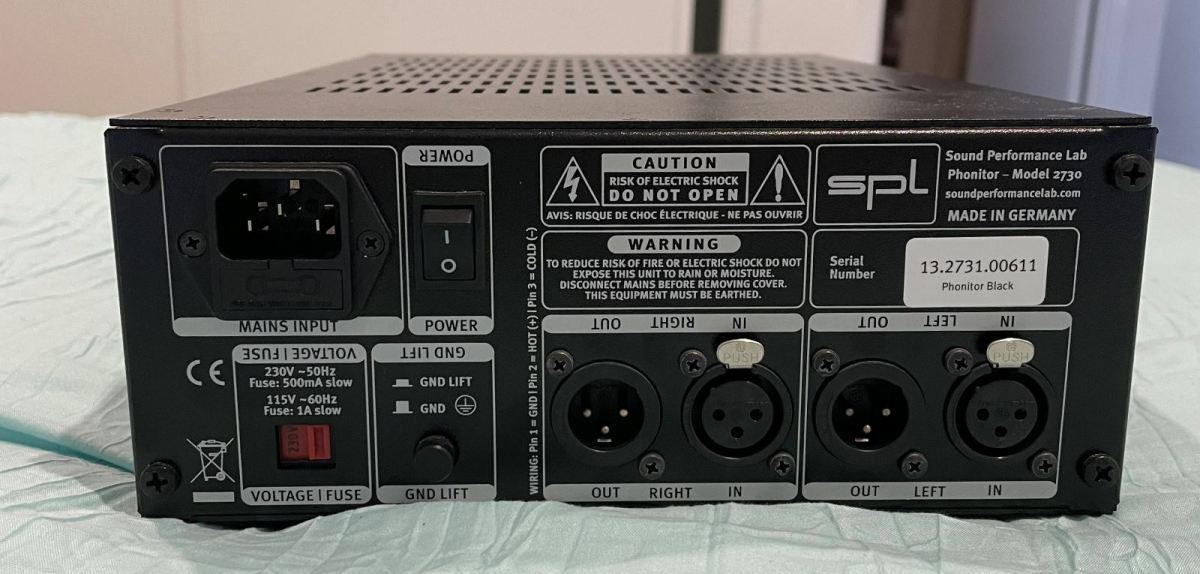 POWER
I
O
MAINS INPUT
POWER
CAUTION
RISK OF ELECTRIC SHOCK
DO NOT OPEN
AVIS: RISQUE DE CHOC ÉLECTRIQUE - NE PAS OUVRIR
spl
Sound Performance Lab
Phonitor – Model 2730
soundperformancelab.com
MADE IN GERMANY
WARNING
TO REDUCE RISK OF FIRE OR ELECTRIC SHOCK DO NOT
EXPOSE THIS UNIT TO RAIN OR MOISTURE.
DISCONNECT MAINS BEFORE REMOVING COVER.
THIS EQUIPMENT MUST BE EARTHED.
Serial
Number
13.2731.00611
Phonitor Black
CE
VOLTAGE | FUSE
230V ~50Hz
Fuse: 500mA slow
115V ~60Hz
Fuse: 1A slow
230V
VOLTAGE | FUSE
GND LIFT
GND LIFT
GND
GND LIFT
WIRING: Pin 1 = GND | Pin 2 = HOT (+) | Pin 3 = COLD (-)
OUT RIGHT IN
PUSH
OUT RIGHT IN
OUT LEFT IN
PUSH
OUT LEFT IN